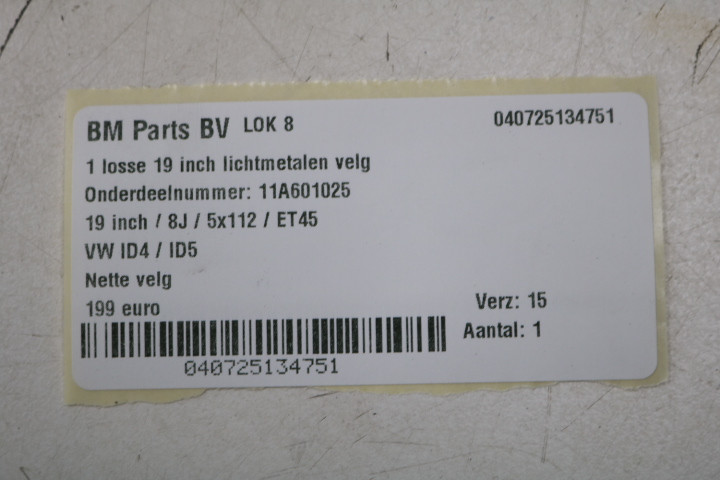 BM Parts BV LOK 8 040725134751
1 losse 19 inch lichtmetalen velg
Onderdeelnummer: 11A601025
19 inch / 8J / 5x112 / ET45
VW ID4 / ID5
Nette velg
199 euro Verz: 15
Aantal: 1
040725134751